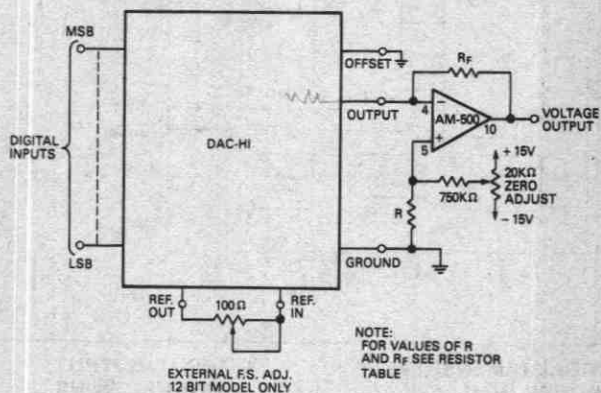 MSB
DIGITAL
INPUTS
LSB
DAC-HI
OFFSET
OUTPUT
GROUND
REF.
OUT
100Ω
REF.
IN
EXTERNAL F.S. ADJ.
12 BIT MODEL ONLY
RF
4
−
AM-500
10
5
+
VOLTAGE
OUTPUT
+ 15V
20KΩ
ZERO
ADJUST
− 15V
750KΩ
R
NOTE:
FOR VALUES OF R
AND RF SEE RESISTOR
TABLE